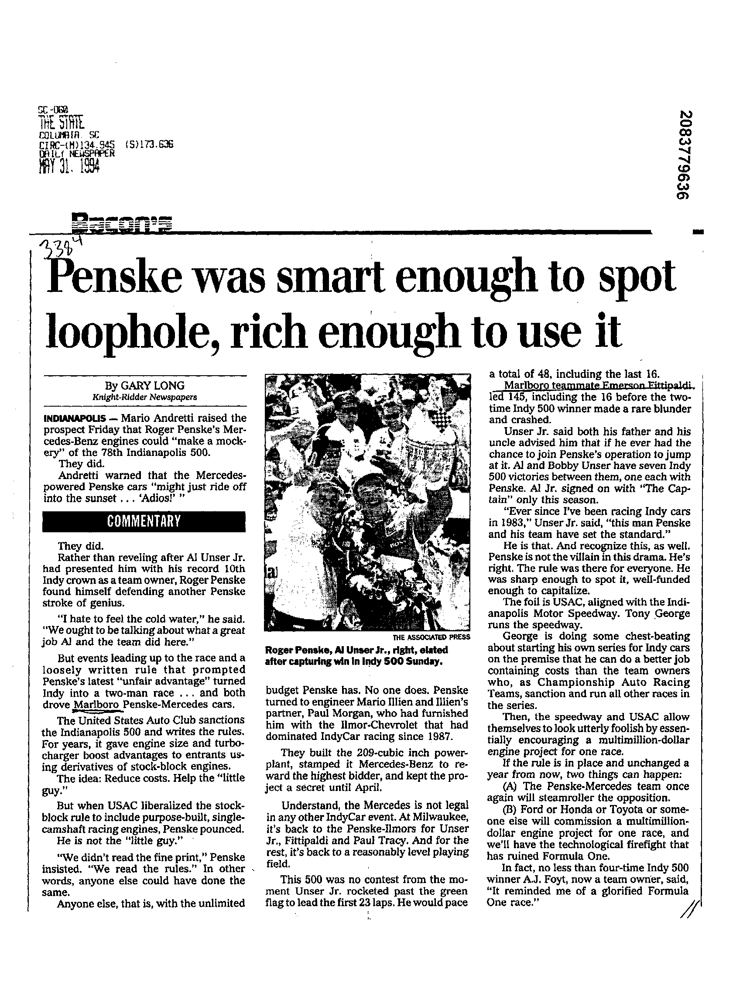 SC-060
THE STATE
COLUMBIA. SC
CIRC-(M)134.945 (S)173.636
DAILY NEWSPAPER
MAY 31. 1994
2083779636
Bacon's
3384
Penske was smart enough to spot
loophole, rich enough to use it
By GARY LONG
Knight-Ridder Newspapers
INDIANAPOLIS — Mario Andretti raised the
prospect Friday that Roger Penske's Mer-
cedes-Benz engines could "make a mock-
ery" of the 78th Indianapolis 500.
They did.
Andretti warned that the Mercedes-
powered Penske cars "might just ride off
into the sunset . . . 'Adios!' "
COMMENTARY
They did.
Rather than reveling after Al Unser Jr.
had presented him with his record 10th
Indy crown as a team owner, Roger Penske
found himself defending another Penske
stroke of genius.
"I hate to feel the cold water," he said.
"We ought to be talking about what a great
job Al and the team did here."
But events leading up to the race and a
loosely written rule that prompted
Penske's latest "unfair advantage" turned
Indy into a two-man race . . . and both
drove Marlboro Penske-Mercedes cars.
The United States Auto Club sanctions
the Indianapolis 500 and writes the rules.
For years, it gave engine size and turbo-
charger boost advantages to entrants us-
ing derivatives of stock-block engines.
The idea: Reduce costs. Help the "little
guy."
But when USAC liberalized the stock-
block rule to include purpose-built, single-
camshaft racing engines, Penske pounced.
He is not the "little guy."
"We didn't read the fine print," Penske
insisted. "We read the rules." In other
words, anyone else could have done the
same.
Anyone else, that is, with the unlimited
THE ASSOCIATED PRESS
Roger Penske, Al Unser Jr., right, elated
after capturing win in Indy 500 Sunday.
budget Penske has. No one does. Penske
turned to engineer Mario Illien and Illien's
partner, Paul Morgan, who had furnished
him with the Ilmor-Chevrolet that had
dominated IndyCar racing since 1987.
They built the 209-cubic inch power-
plant, stamped it Mercedes-Benz to re-
ward the highest bidder, and kept the pro-
ject a secret until April.
Understand, the Mercedes is not legal
in any other IndyCar event. At Milwaukee,
it's back to the Penske-Ilmors for Unser
Jr., Fittipaldi and Paul Tracy. And for the
rest, it's back to a reasonably level playing
field.
This 500 was no contest from the mo-
ment Unser Jr. rocketed past the green
flag to lead the first 23 laps. He would pace
a total of 48, including the last 16.
Marlboro teammate Emerson Fittipaldi
led 145, including the 16 before the two-
time Indy 500 winner made a rare blunder
and crashed.
Unser Jr. said both his father and his
uncle advised him that if he ever had the
chance to join Penske's operation to jump
at it. Al and Bobby Unser have seven Indy
500 victories between them, one each with
Penske. Al Jr. signed on with "The Cap-
tain" only this season.
"Ever since I've been racing Indy cars
in 1983," Unser Jr. said, "this man Penske
and his team have set the standard."
He is that. And recognize this, as well.
Penske is not the villain in this drama. He's
right. The rule was there for everyone. He
was sharp enough to spot it, well-funded
enough to capitalize.
The foil is USAC, aligned with the Indi-
anapolis Motor Speedway. Tony George
runs the speedway.
George is doing some chest-beating
about starting his own series for Indy cars
on the premise that he can do a better job
containing costs than the team owners
who, as Championship Auto Racing
Teams, sanction and run all other races in
the series.
Then, the speedway and USAC allow
themselves to look utterly foolish by essen-
tially encouraging a multimillion-dollar
engine project for one race.
If the rule is in place and unchanged a
year from now, two things can happen:
(A) The Penske-Mercedes team once
again will steamroller the opposition.
(B) Ford or Honda or Toyota or some-
one else will commission a multimillion-
dollar engine project for one race, and
we'll have the technological firefight that
has ruined Formula One.
In fact, no less than four-time Indy 500
winner A.J. Foyt, now a team owner, said,
"It reminded me of a glorified Formula
One race."